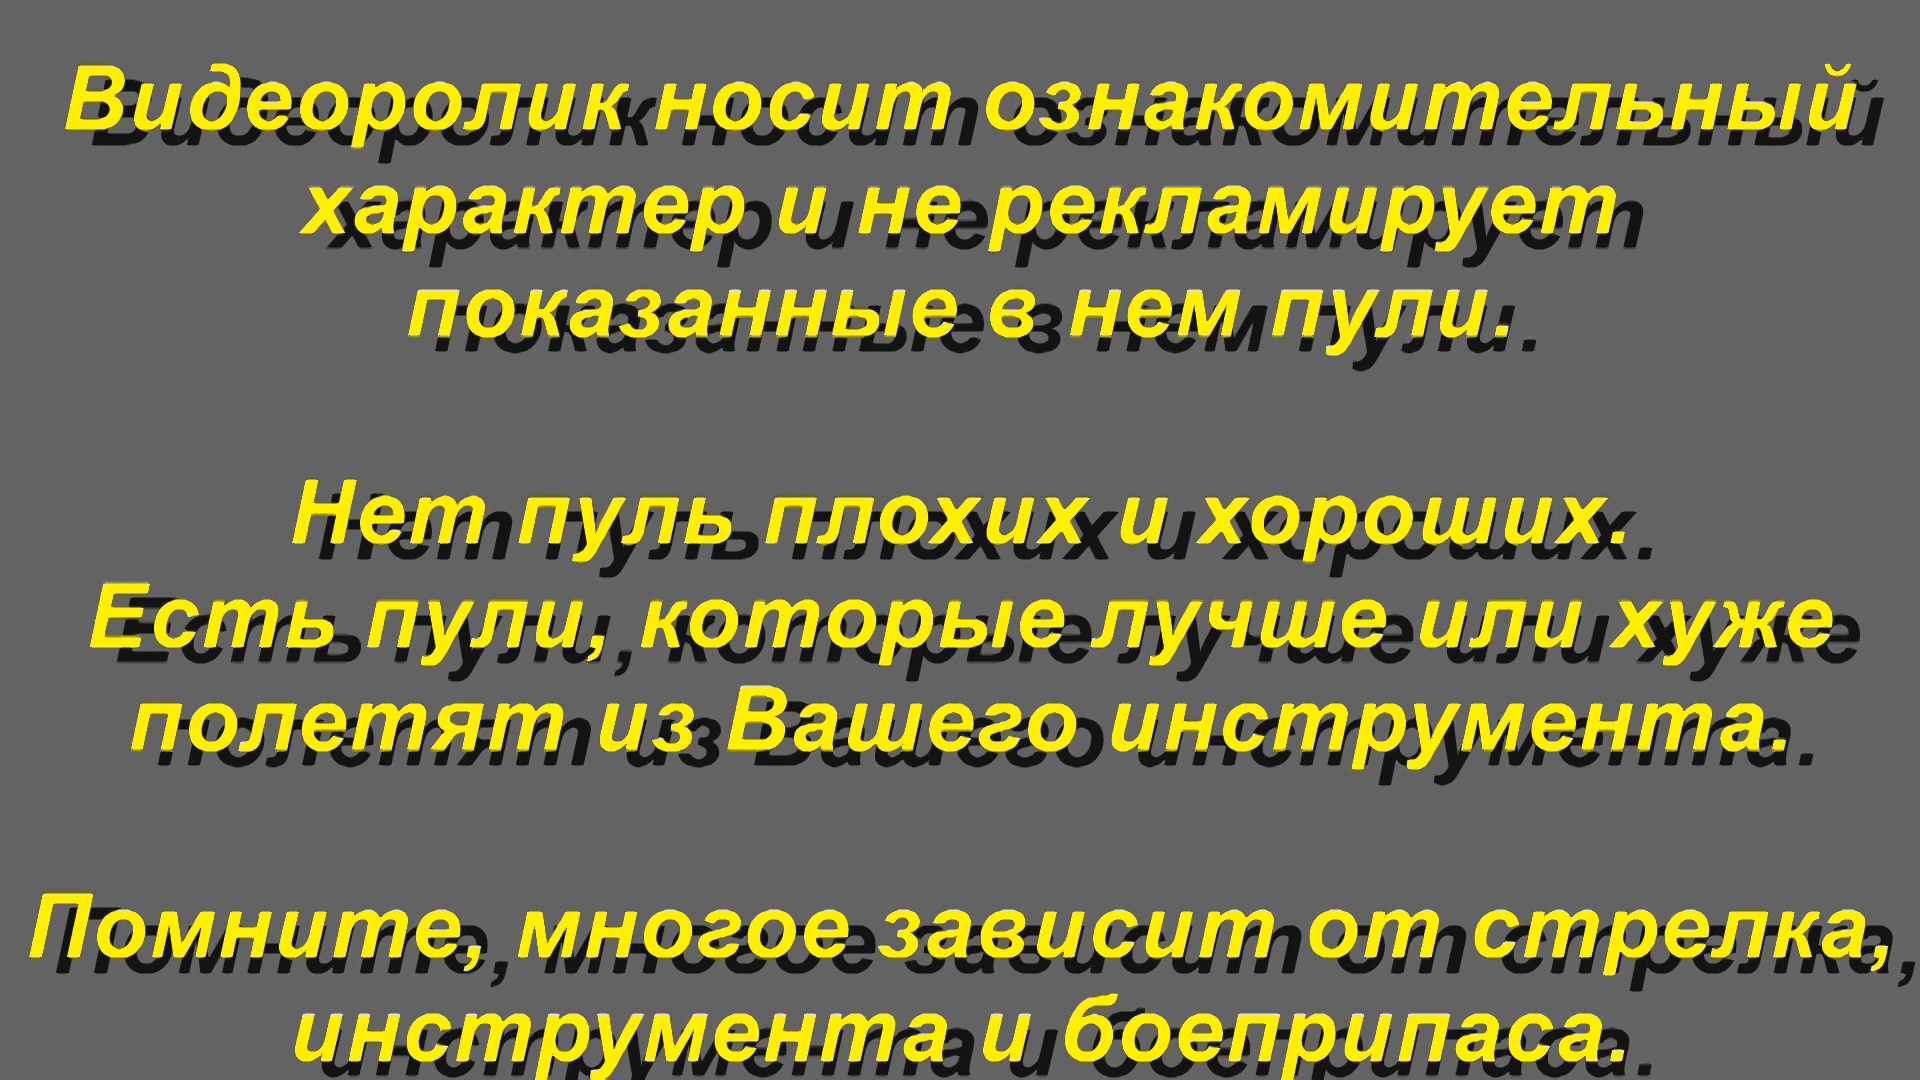 Видеоролик носит ознакомительный
характер и не рекламирует
показанные в нем пули.
Нет пуль плохих и хороших.
Есть пули, которые лучше или хуже
полетят из Вашего инструмента.
Помните, многое зависит от стрелка,
инструмента и боеприпаса.